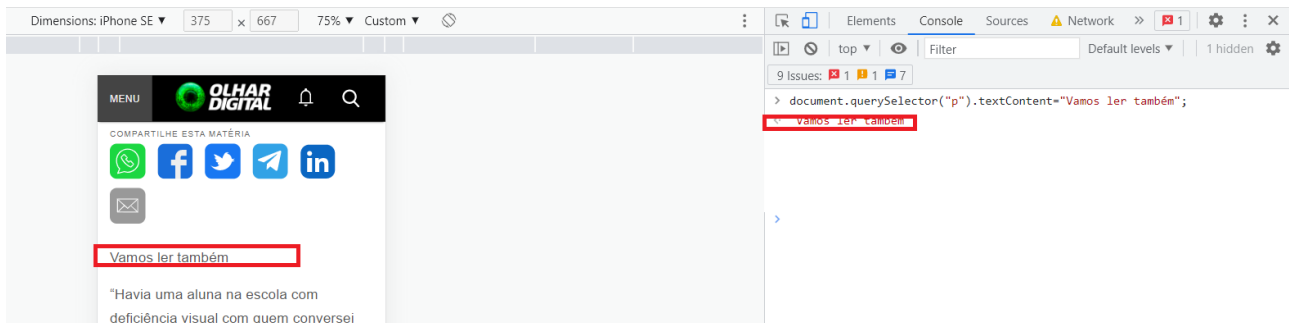 Dimensions: iPhone SE ▼ 375 x 667 75% ▼ Custom ▼
Elements Console Sources Network » 1
top ▼ Filter Default levels ▼ 1 hidden
9 Issues: 1 1 7
> document.querySelector("p").textContent="Vamos ler também";
Vamos ler também
>
MENU OLHAR DIGITAL
COMPARTILHE ESTA MATÉRIA
f in
Vamos ler também
“Havia uma aluna na escola com
deficiência visual com quem conversei